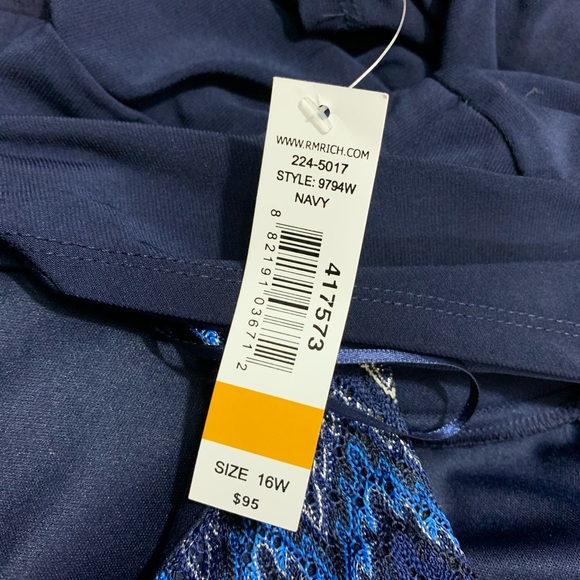 WWW.RMRICH.COM
224-5017
STYLE: 9794W
NAVY
8 82191 03671 2
417573
SIZE 16W
$95